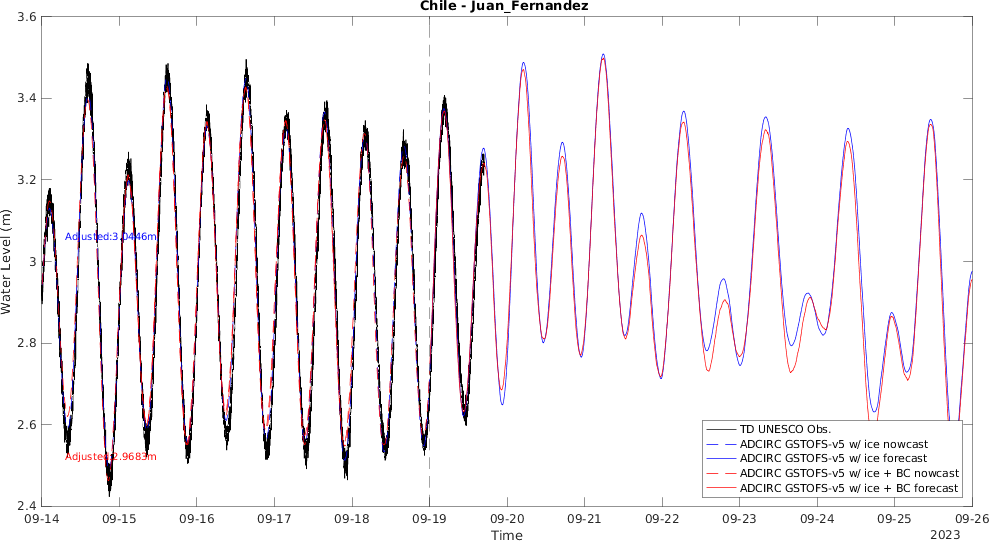 Chile - Juan_Fernandez
3.6
3.4
3.2
3
2.8
2.6
2.4
Water Level (m)
Adjusted:3.0446m
Adjusted:2.9683m
TD UNESCO Obs.
ADCIRC GSTOFS-v5 w/ ice nowcast
ADCIRC GSTOFS-v5 w/ ice forecast
ADCIRC GSTOFS-v5 w/ ice + BC nowcast
ADCIRC GSTOFS-v5 w/ ice + BC forecast
09-14 09-15 09-16 09-17 09-18 09-19 09-20 09-21 09-22 09-23 09-24 09-25 09-26
Time
2023